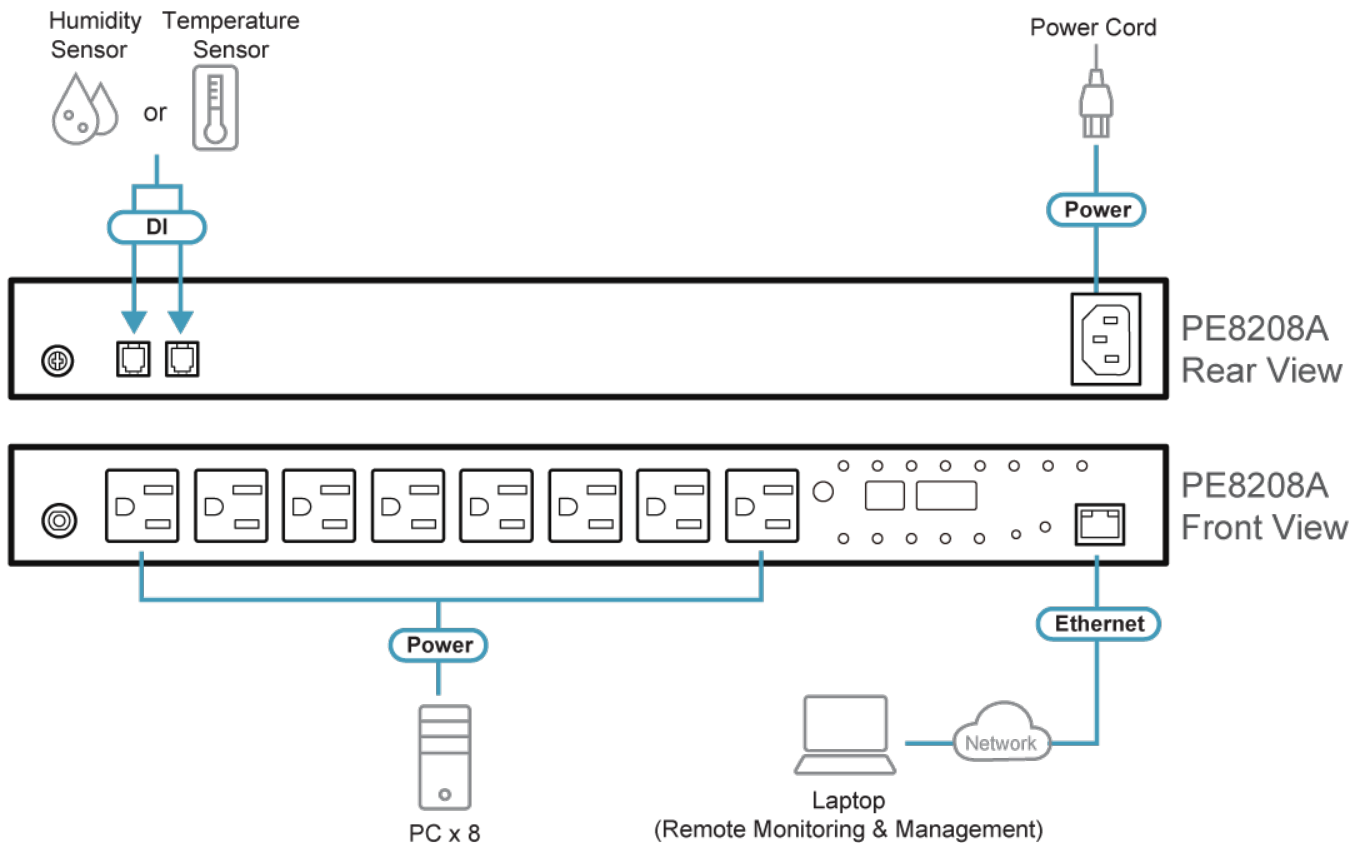 Humidity
Sensor
or
Temperature
Sensor
Power Cord
DI
Power
PE8208A
Rear View
PE8208A
Front View
Power
Ethernet
Network
PC x 8
Laptop
(Remote Monitoring & Management)